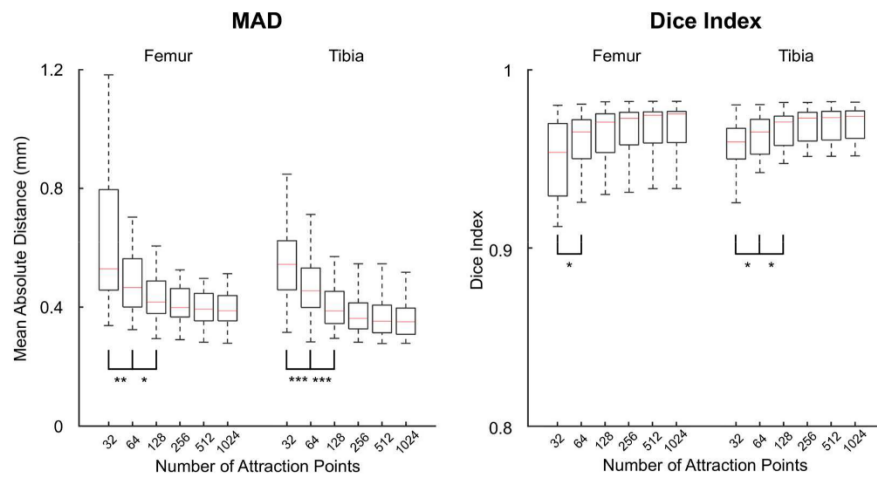 MAD
Femur
Tibia
Mean Absolute Distance (mm)
1.2
0.8
0.4
0
** *
*** ***
32 64 128 256 512 1024
32 64 128 256 512 1024
Number of Attraction Points
Dice Index
Femur
Tibia
Dice Index
1
0.9
0.8
*
* *
32 64 128 256 512 1024
32 64 128 256 512 1024
Number of Attraction Points